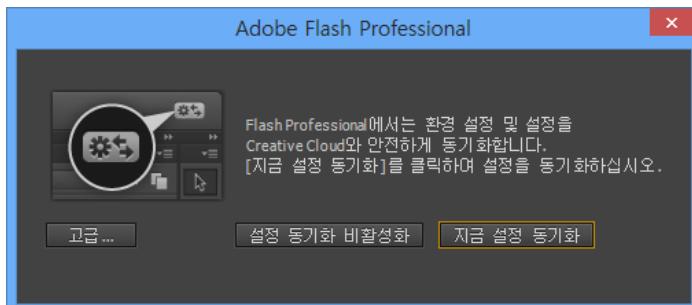 Adobe Flash Professional
Flash Professional에서는 환경 설정 및 설정을
Creative Cloud와 안전하게 동기화합니다.
[지금 설정 동기화]를 클릭하여 설정을 동기화하십시오.
고급...
설정 동기화 비활성화
지금 설정 동기화